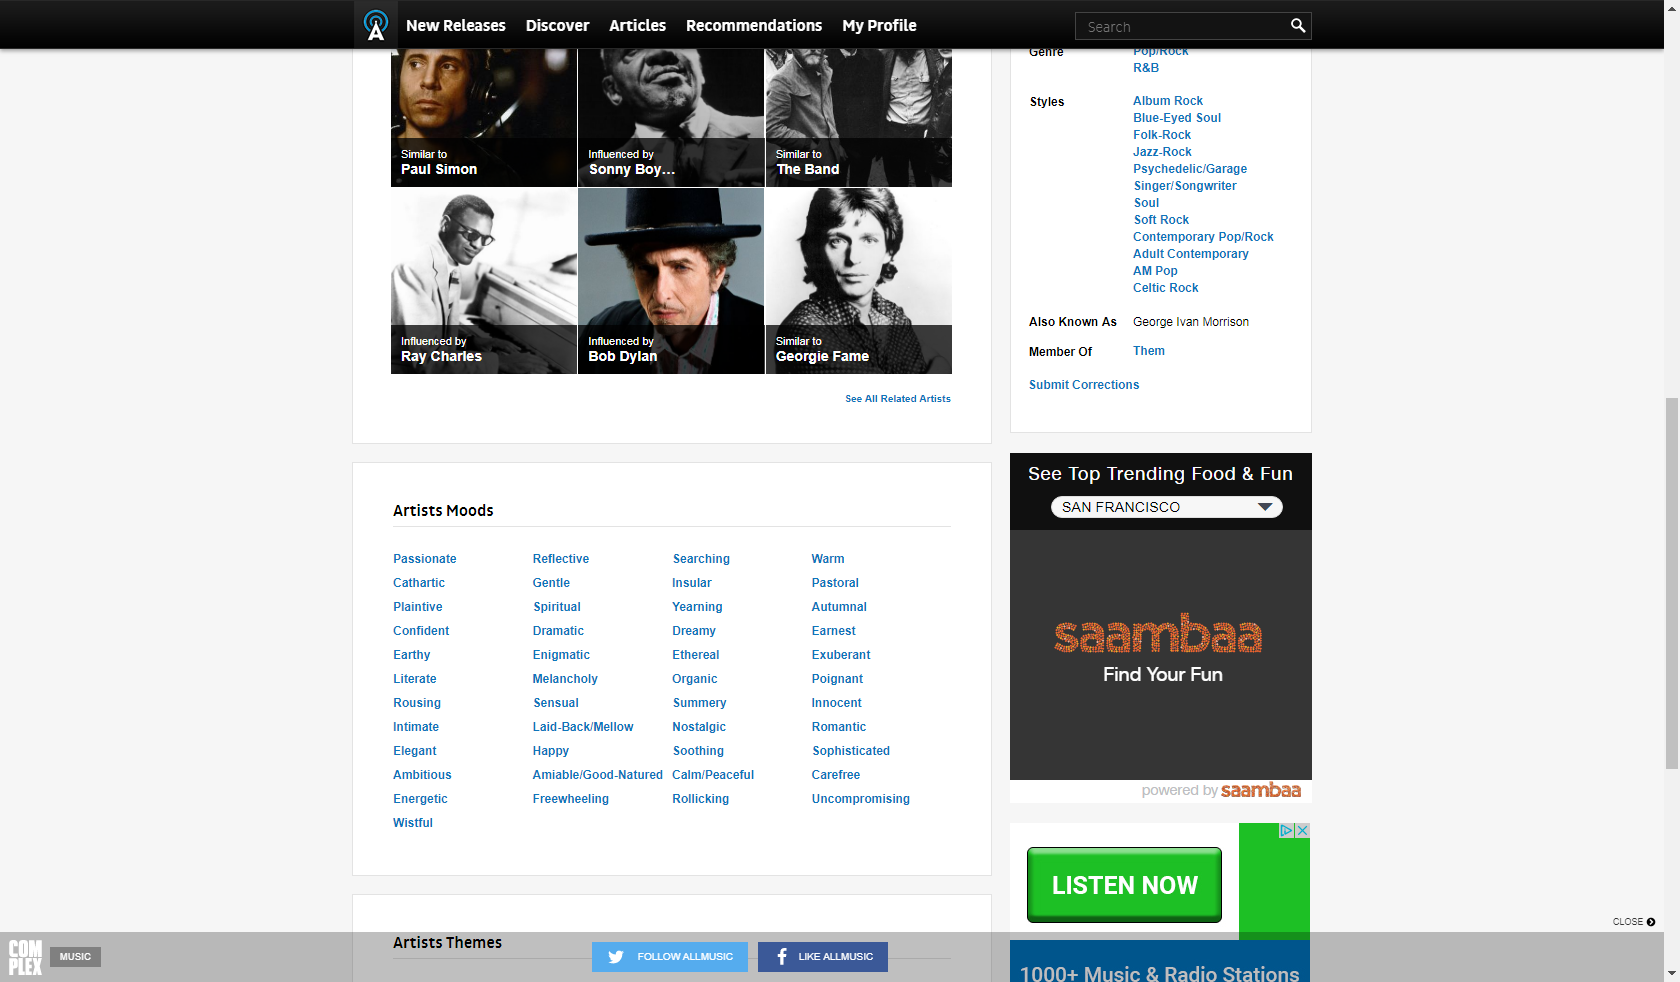 New Releases Discover Articles Recommendations My Profile Search
Similar to
Paul Simon
Influenced by
Sonny Boy…
Similar to
The Band
Influenced by
Ray Charles
Influenced by
Bob Dylan
Similar to
Georgie Fame
See All Related Artists
Genre Pop/Rock
R&B
Styles Album Rock
Blue-Eyed Soul
Folk-Rock
Jazz-Rock
Psychedelic/Garage
Singer/Songwriter
Soul
Soft Rock
Contemporary Pop/Rock
Adult Contemporary
AM Pop
Celtic Rock
Also Known As George Ivan Morrison
Member Of Them
Submit Corrections
Artists Moods
Passionate Reflective Searching Warm
Cathartic Gentle Insular Pastoral
Plaintive Spiritual Yearning Autumnal
Confident Dramatic Dreamy Earnest
Earthy Enigmatic Ethereal Exuberant
Literate Melancholy Organic Poignant
Rousing Sensual Summery Innocent
Intimate Laid-Back/Mellow Nostalgic Romantic
Elegant Happy Soothing Sophisticated
Ambitious Amiable/Good-Natured Calm/Peaceful Carefree
Energetic Freewheeling Rollicking Uncompromising
Wistful
See Top Trending Food & Fun
SAN FRANCISCO
saambaa
Find Your Fun
powered by saambaa
LISTEN NOW
1000+ Music & Radio Stations
CLOSE
Artists Themes
COMPLEX MUSIC
FOLLOW ALLMUSIC
LIKE ALLMUSIC